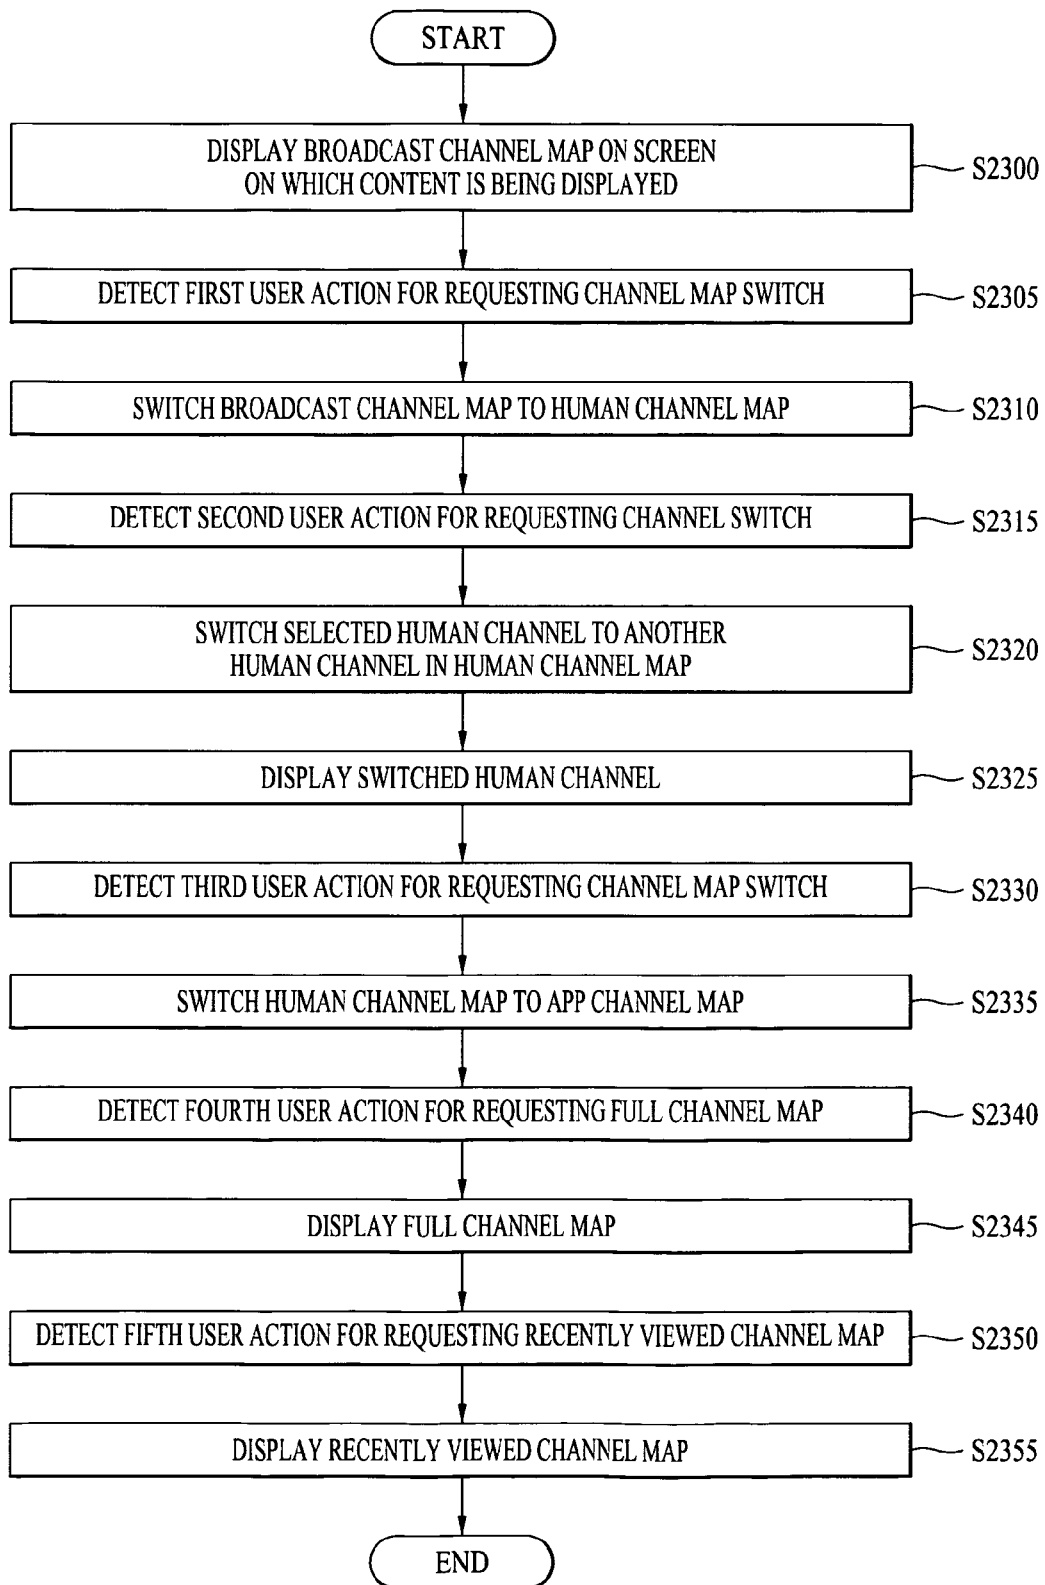 START
DISPLAY BROADCAST CHANNEL MAP ON SCREEN
ON WHICH CONTENT IS BEING DISPLAYED
S2300
DETECT FIRST USER ACTION FOR REQUESTING CHANNEL MAP SWITCH
S2305
SWITCH BROADCAST CHANNEL MAP TO HUMAN CHANNEL MAP
S2310
DETECT SECOND USER ACTION FOR REQUESTING CHANNEL SWITCH
S2315
SWITCH SELECTED HUMAN CHANNEL TO ANOTHER
HUMAN CHANNEL IN HUMAN CHANNEL MAP
S2320
DISPLAY SWITCHED HUMAN CHANNEL
S2325
DETECT THIRD USER ACTION FOR REQUESTING CHANNEL MAP SWITCH
S2330
SWITCH HUMAN CHANNEL MAP TO APP CHANNEL MAP
S2335
DETECT FOURTH USER ACTION FOR REQUESTING FULL CHANNEL MAP
S2340
DISPLAY FULL CHANNEL MAP
S2345
DETECT FIFTH USER ACTION FOR REQUESTING RECENTLY VIEWED CHANNEL MAP
S2350
DISPLAY RECENTLY VIEWED CHANNEL MAP
S2355
END